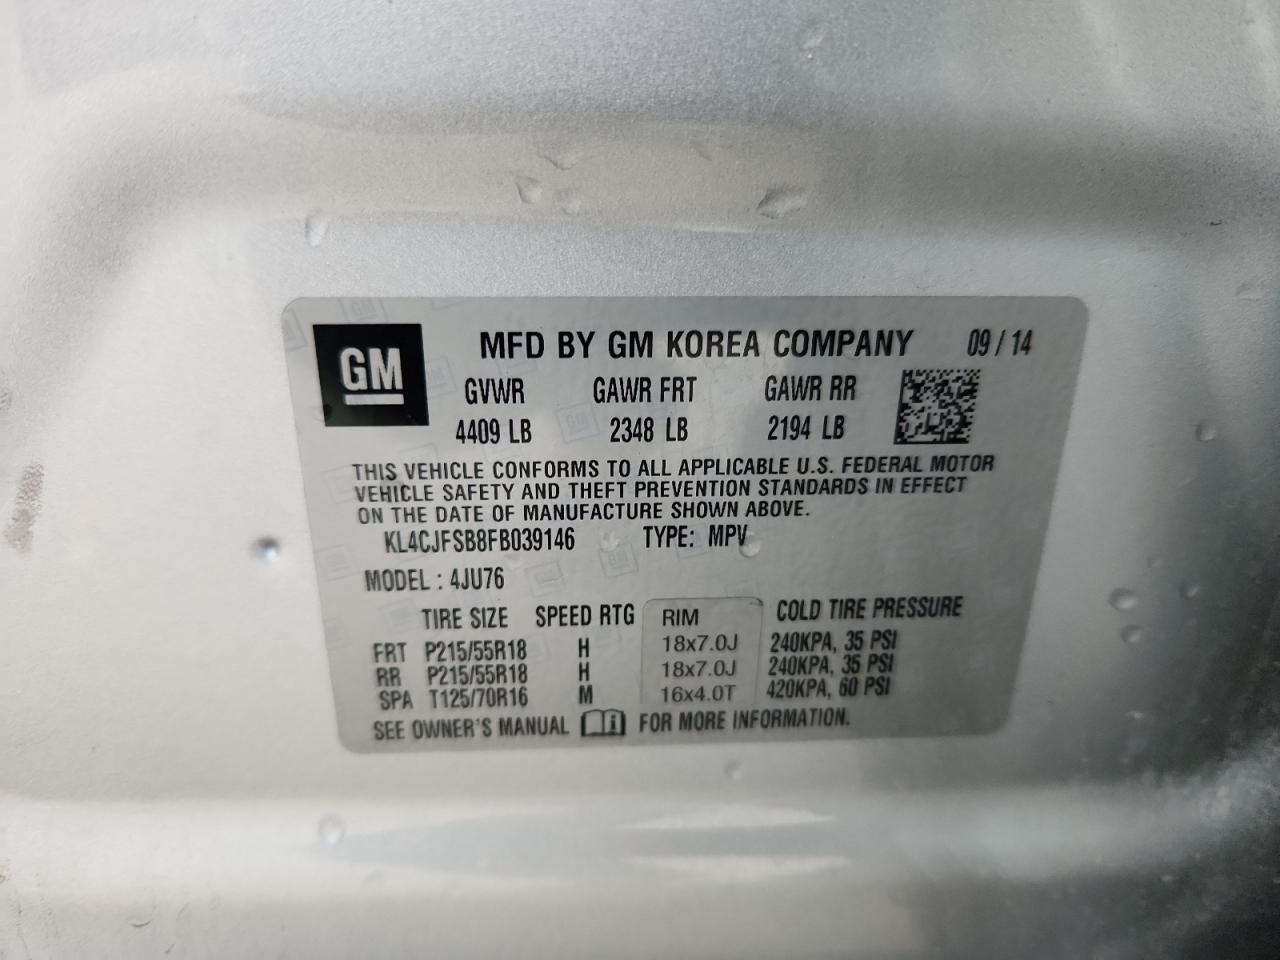 GM
MFD BY GM KOREA COMPANY 09 / 14
GVWR GAWR FRT GAWR RR
4409 LB 2348 LB 2194 LB
THIS VEHICLE CONFORMS TO ALL APPLICABLE U.S. FEDERAL MOTOR
VEHICLE SAFETY AND THEFT PREVENTION STANDARDS IN EFFECT
ON THE DATE OF MANUFACTURE SHOWN ABOVE.
KL4CJFSB8FB039146 TYPE: MPV
MODEL : 4JU76
TIRE SIZE SPEED RTG RIM COLD TIRE PRESSURE
FRT P215/55R18 H 18x7.0J 240KPA, 35 PSI
RR P215/55R18 H 18x7.0J 240KPA, 35 PSI
SPA T125/70R16 M 16x4.0T 420KPA, 60 PSI
SEE OWNER'S MANUAL i FOR MORE INFORMATION.